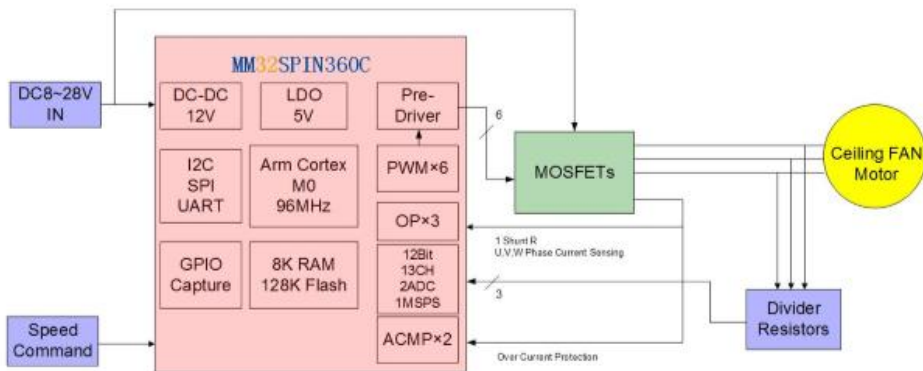 MM32SPIN360C
DC8~28V
IN
DC-DC
12V
LDO
5V
Pre-
Driver
6
I2C
SPI
UART
Arm Cortex
M0
96MHz
PWM×6
MOSFETs
Ceiling FAN
Motor
OP×3
1 Shunt R
U,V,W Phase Current Sensing
GPIO
Capture
8K RAM
128K Flash
12Bit
13CH
2ADC
1MSPS
3
Divider
Resistors
Speed
Command
ACMP×2
Over Current Protection